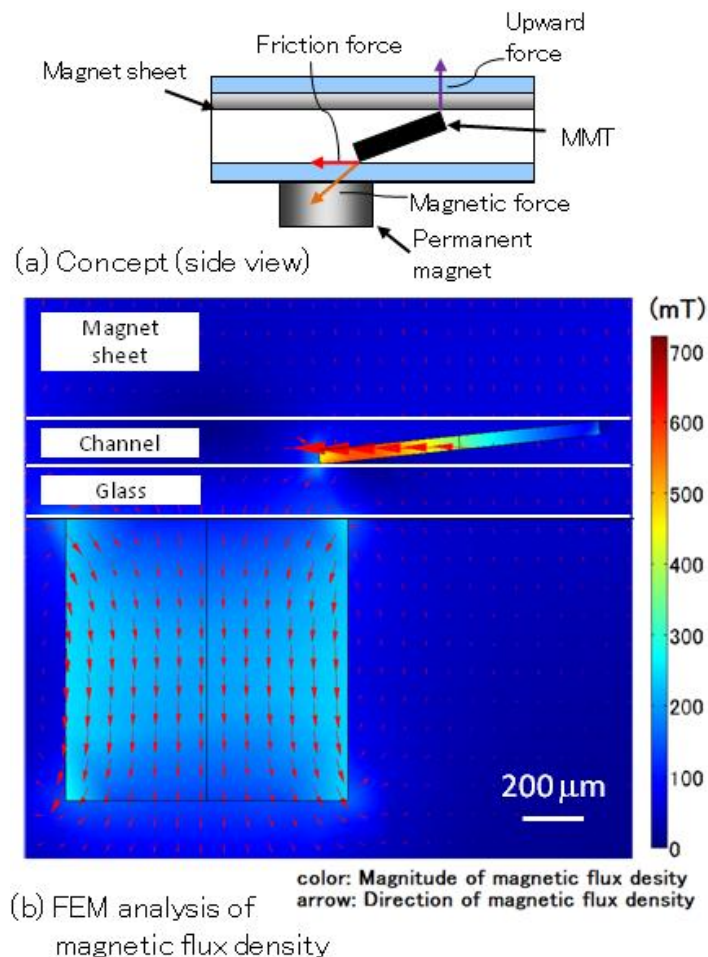 Upward
force
Friction force
Magnet sheet
MMT
Magnetic force
Permanent
magnet
(a) Concept (side view)
(mT)
Magnet
sheet
700
600
Channel
Glass
500
400
300
200
200 μm
100
0
color: Magnitude of magnetic flux desity
arrow: Direction of magnetic flux density
(b) FEM analysis of
magnetic flux density